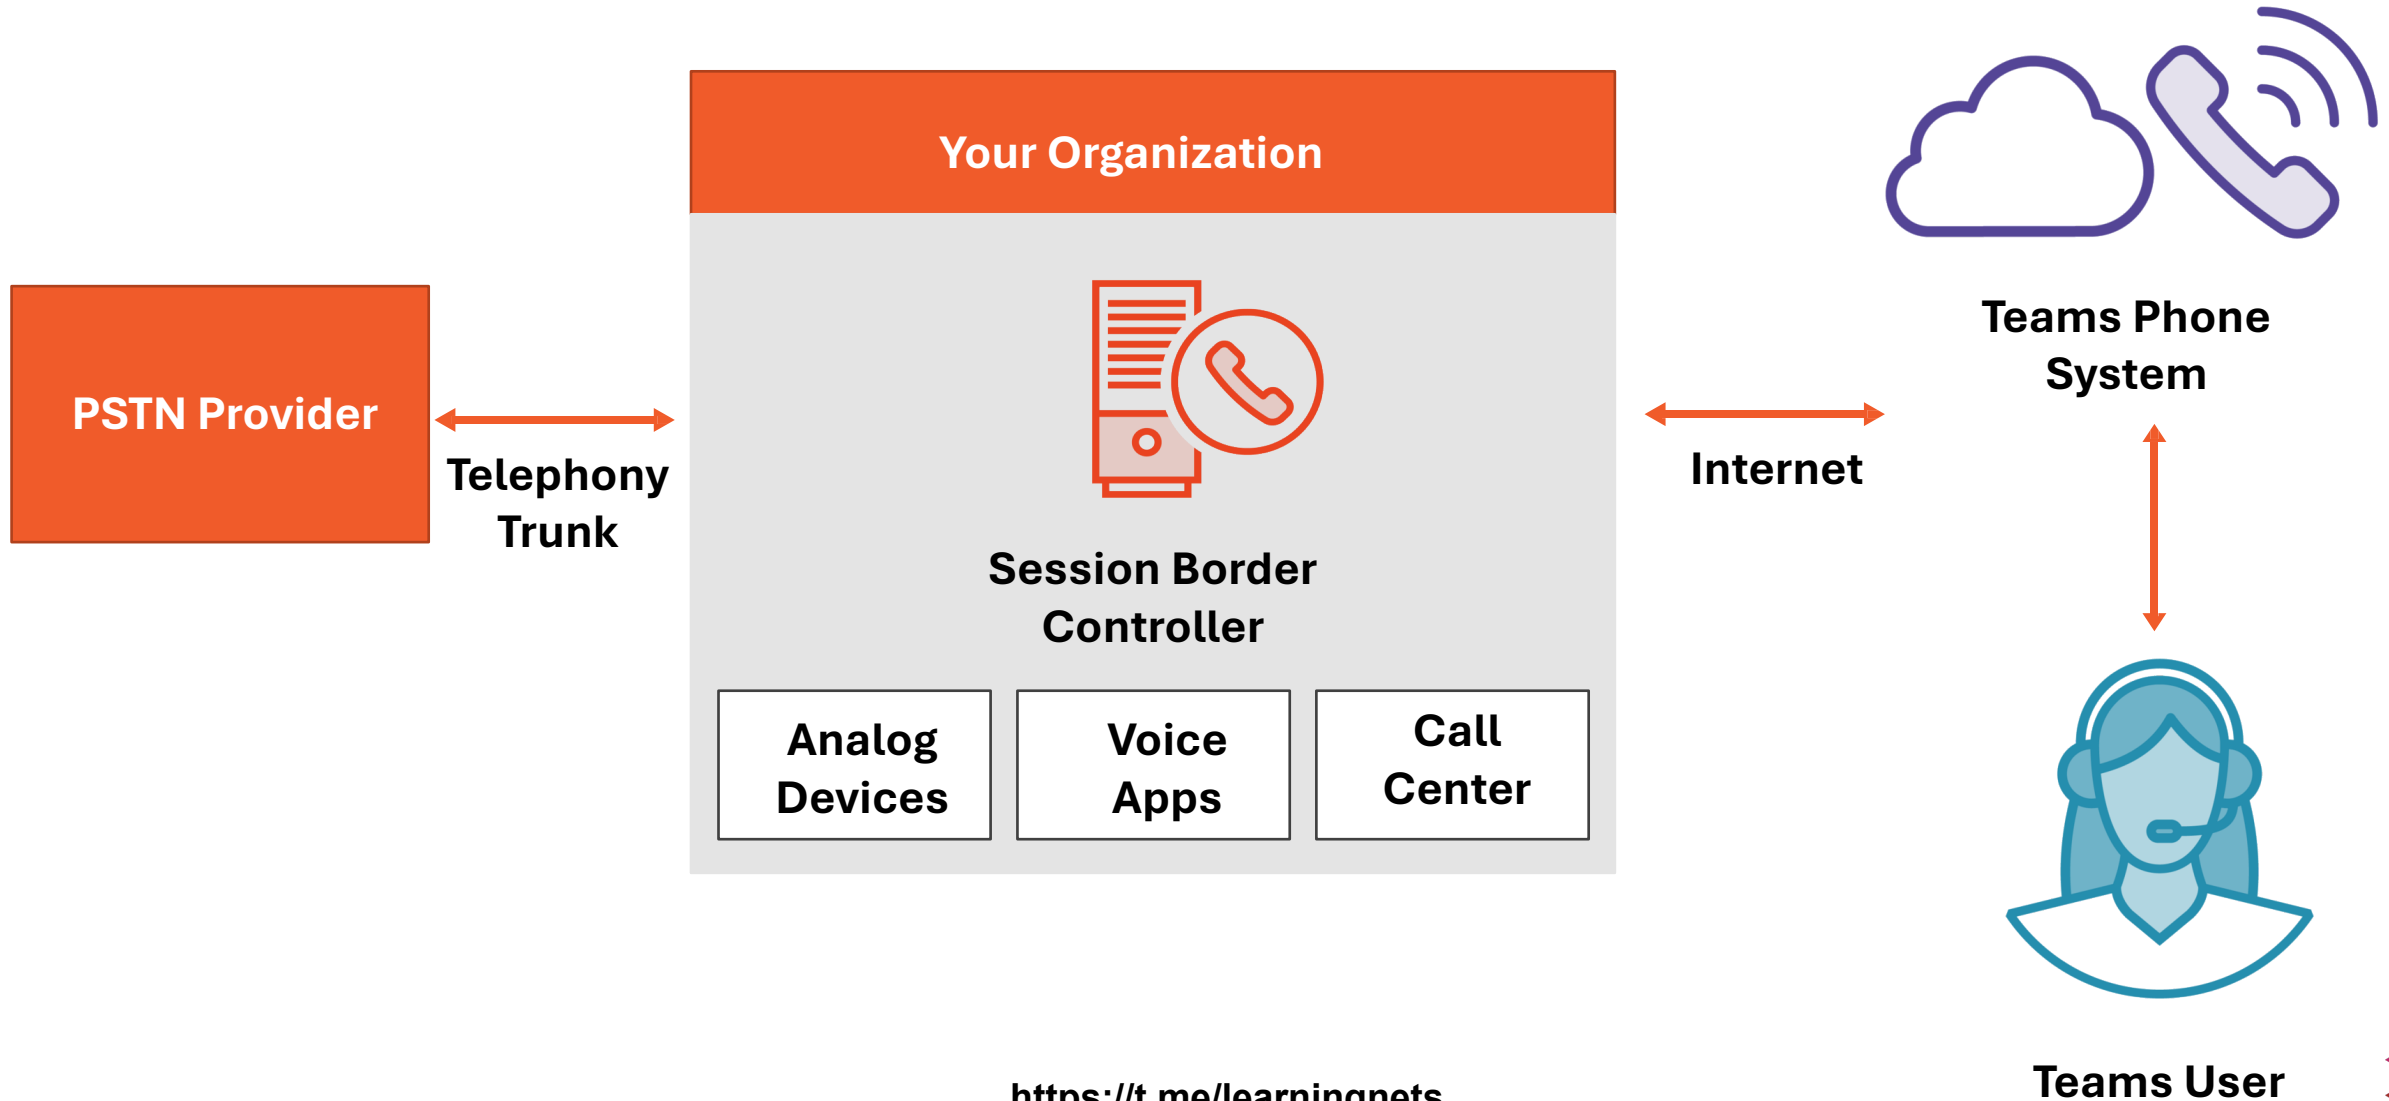 Your Organization
PSTN Provider
Telephony
Trunk
Session Border
Controller
Analog
Devices
Voice
Apps
Call
Center
Internet
Teams Phone
System
Teams User
https://t.me/learningnets